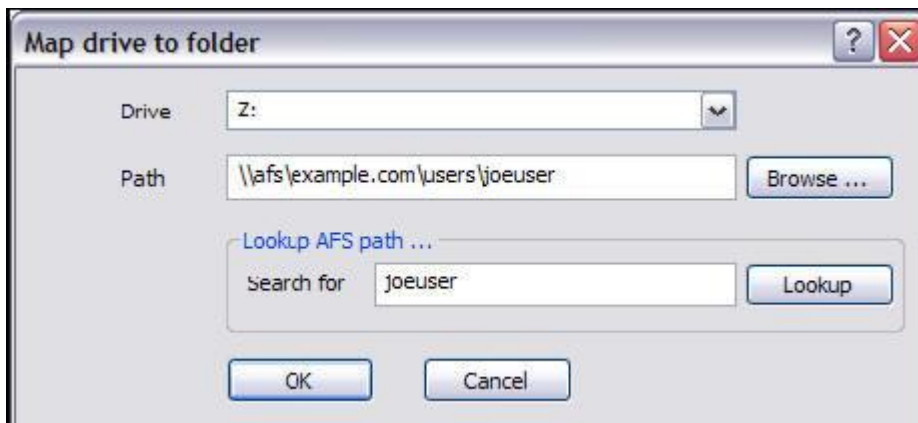 Map drive to folder
?
Drive Z:
Path \\afs\example.com\users\joeuser Browse ...
Lookup AFS path ...
Search for joeuser Lookup
OK Cancel